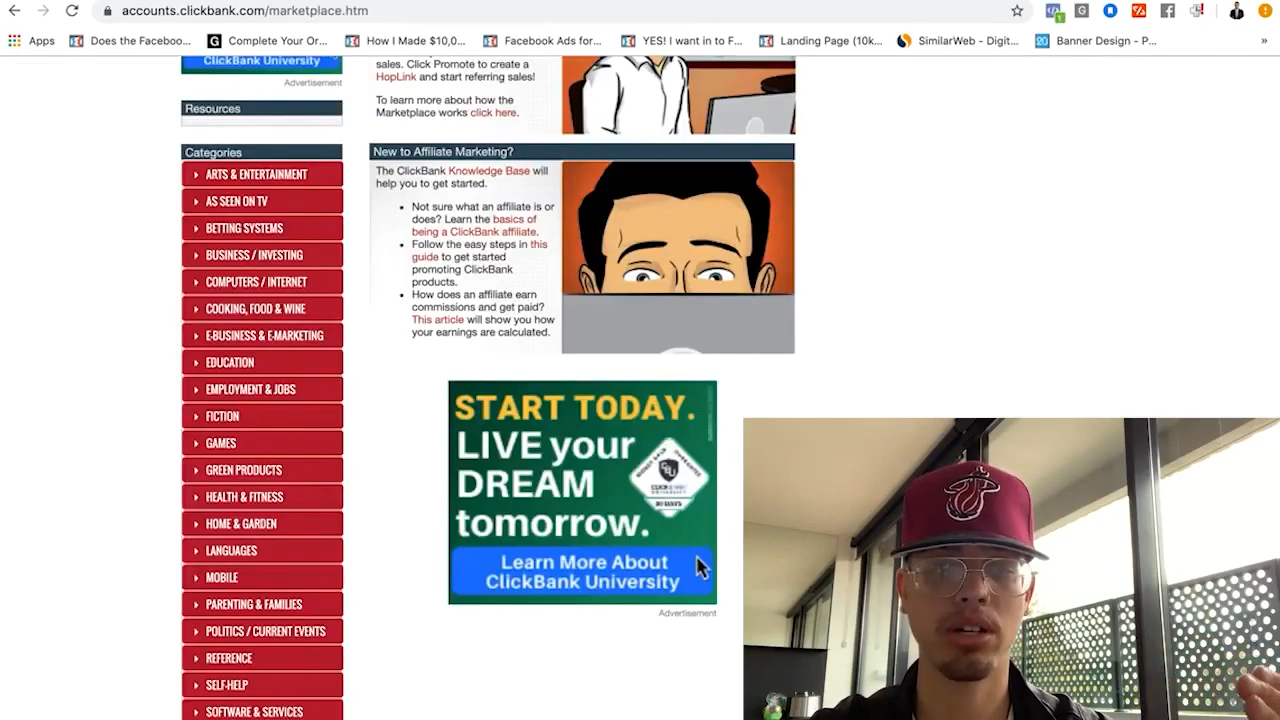 accounts.clickbank.com/marketplace.htm
Apps
Does the Faceboo...
Complete Your Or...
How I Made $10,0...
Facebook Ads for...
YES! I want in to F...
Landing Page (10k...
SimilarWeb - Digit...
Banner Design - P...
»
ClickBank University
Advertisement
Resources
Categories
ARTS & ENTERTAINMENT
AS SEEN ON TV
BETTING SYSTEMS
BUSINESS / INVESTING
COMPUTERS / INTERNET
COOKING, FOOD & WINE
E-BUSINESS & E-MARKETING
EDUCATION
EMPLOYMENT & JOBS
FICTION
GAMES
GREEN PRODUCTS
HEALTH & FITNESS
HOME & GARDEN
LANGUAGES
MOBILE
PARENTING & FAMILIES
POLITICS / CURRENT EVENTS
REFERENCE
SELF-HELP
SOFTWARE & SERVICES
sales. Click Promote to create a
HopLink and start referring sales!
To learn more about how the
Marketplace works click here.
New to Affiliate Marketing?
The ClickBank Knowledge Base will
help you to get started.
• Not sure what an affiliate is or
does? Learn the basics of
being a ClickBank affiliate.
• Follow the easy steps in this
guide to get started
promoting ClickBank
products.
• How does an affiliate earn
commissions and get paid?
This article will show you how
your earnings are calculated.
START TODAY.
LIVE your
DREAM
tomorrow.
Learn More About
ClickBank University
Advertisement